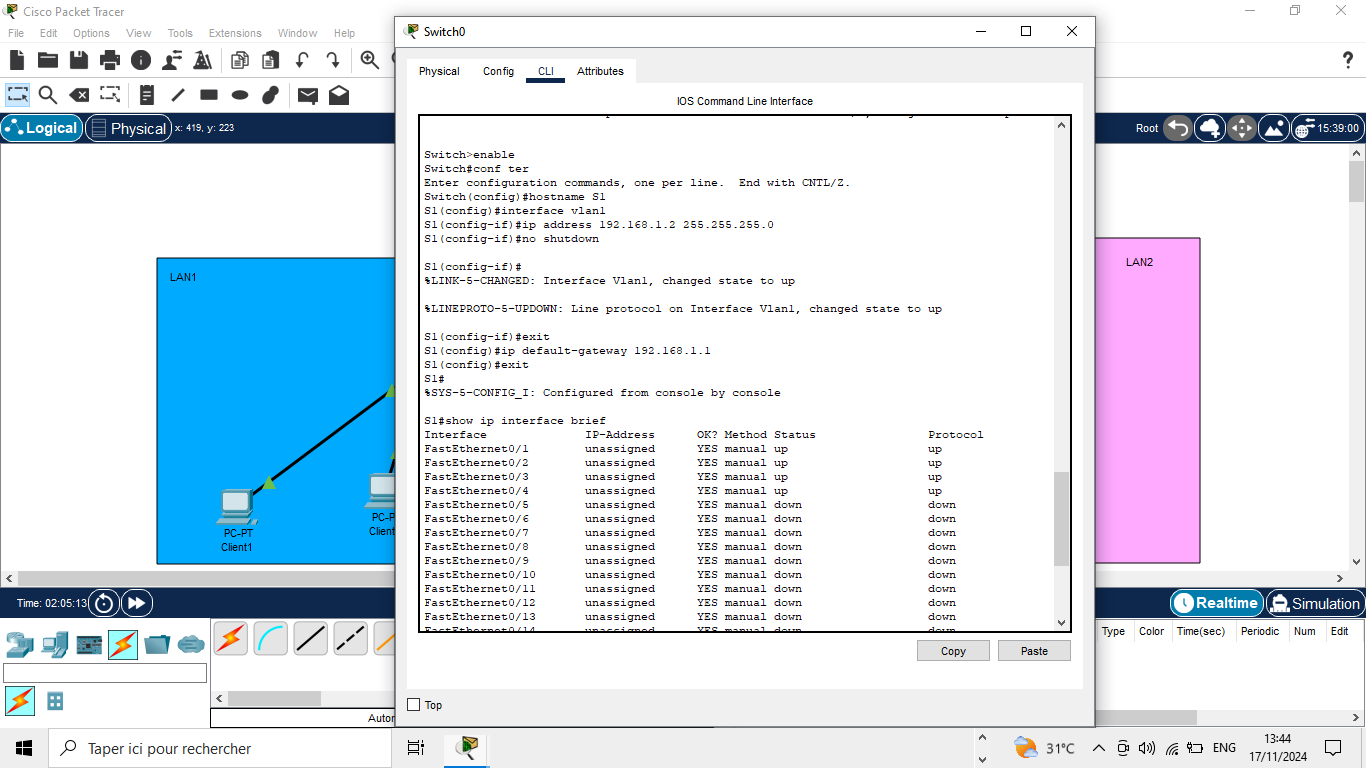 Cisco Packet Tracer
File Edit Options View Tools Extensions Window Help
Logical Physical x: 419, y: 223
Root 15:39:00
LAN1
PC-PT
Client1
PC-P
Client
LAN2
Switch0
Physical Config CLI Attributes
IOS Command Line Interface
Switch>enable
Switch#conf ter
Enter configuration commands, one per line.  End with CNTL/Z.
Switch(config)#hostname S1
S1(config)#interface vlan1
S1(config-if)#ip address 192.168.1.2 255.255.255.0
S1(config-if)#no shutdown
S1(config-if)#
%LINK-5-CHANGED: Interface Vlan1, changed state to up
%LINEPROTO-5-UPDOWN: Line protocol on Interface Vlan1, changed state to up
S1(config-if)#exit
S1(config)#ip default-gateway 192.168.1.1
S1(config)#exit
S1#
%SYS-5-CONFIG_I: Configured from console by console
S1#show ip interface brief
Interface IP-Address OK? Method Status Protocol
FastEthernet0/1 unassigned YES manual up up
FastEthernet0/2 unassigned YES manual up up
FastEthernet0/3 unassigned YES manual up up
FastEthernet0/4 unassigned YES manual up up
FastEthernet0/5 unassigned YES manual down down
FastEthernet0/6 unassigned YES manual down down
FastEthernet0/7 unassigned YES manual down down
FastEthernet0/8 unassigned YES manual down down
FastEthernet0/9 unassigned YES manual down down
FastEthernet0/10 unassigned YES manual down down
FastEthernet0/11 unassigned YES manual down down
FastEthernet0/12 unassigned YES manual down down
FastEthernet0/13 unassigned YES manual down down
FastEthernet0/14 unassigned YES manual down down
Copy Paste
Top
Time: 02:05:13
Realtime Simulation
Type Color Time(sec) Periodic Num Edit
Autor
Taper ici pour rechercher
31°C ENG
13:44
17/11/2024